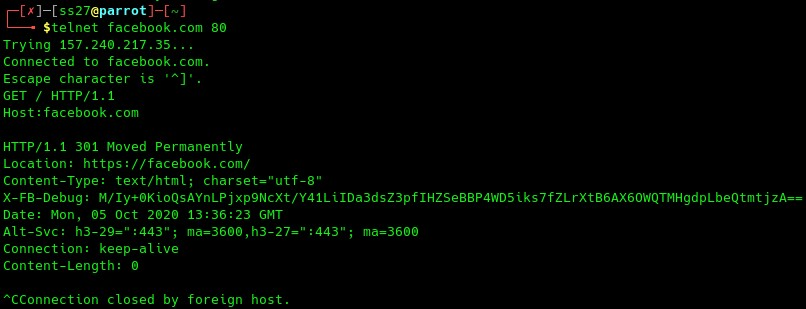 ┌─[✗]─[ss27@parrot]─[~]
└──╼ $telnet facebook.com 80
Trying 157.240.217.35...
Connected to facebook.com.
Escape character is '^]'.
GET / HTTP/1.1
Host:facebook.com

HTTP/1.1 301 Moved Permanently
Location: https://facebook.com/
Content-Type: text/html; charset="utf-8"
X-FB-Debug: M/Iy+0KioQsAYnLPjxp9NcXt/Y41LiIDa3dsZ3pfIHZSeBBP4WD5iks7fZLrXtB6AX6OWQTMHgdpLbeQtmtjzA==
Date: Mon, 05 Oct 2020 13:36:23 GMT
Alt-Svc: h3-29=":443"; ma=3600,h3-27=":443"; ma=3600
Connection: keep-alive
Content-Length: 0

^CConnection closed by foreign host.